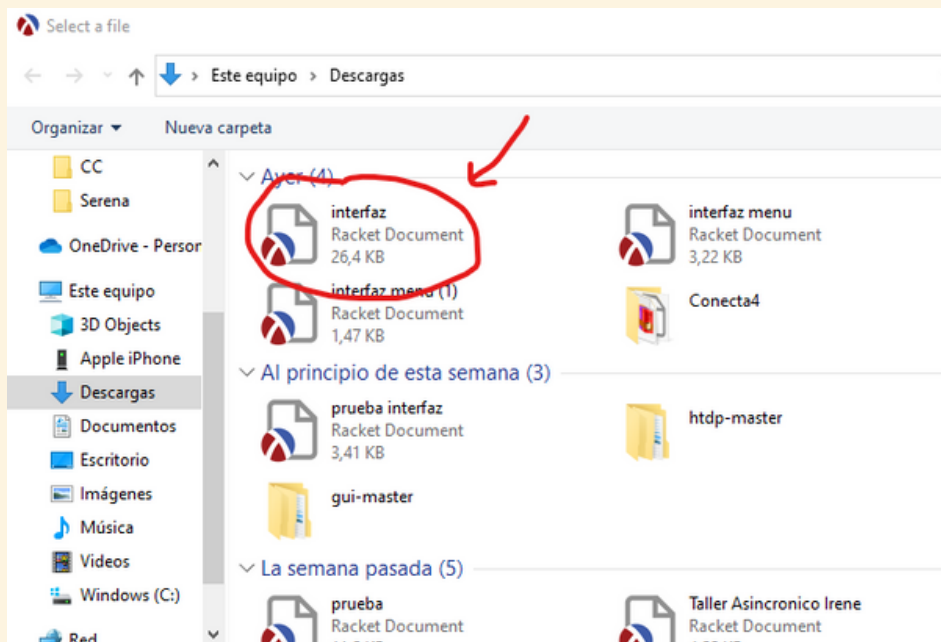 Select a file
Este equipo > Descargas
Organizar
Nueva carpeta
CC
Serena
OneDrive - Person
Este equipo
3D Objects
Apple iPhone
Descargas
Documentos
Escritorio
Imágenes
Música
Videos
Windows (C:)
Red
Ayer (4)
interfaz
Racket Document
26,4 KB
interfaz menu
Racket Document
3,22 KB
interfaz menu (1)
Racket Document
1,47 KB
Conecta4
Al principio de esta semana (3)
prueba interfaz
Racket Document
3,41 KB
htdp-master
gui-master
La semana pasada (5)
prueba
Racket Document
Taller Asincronico Irene
Racket Document